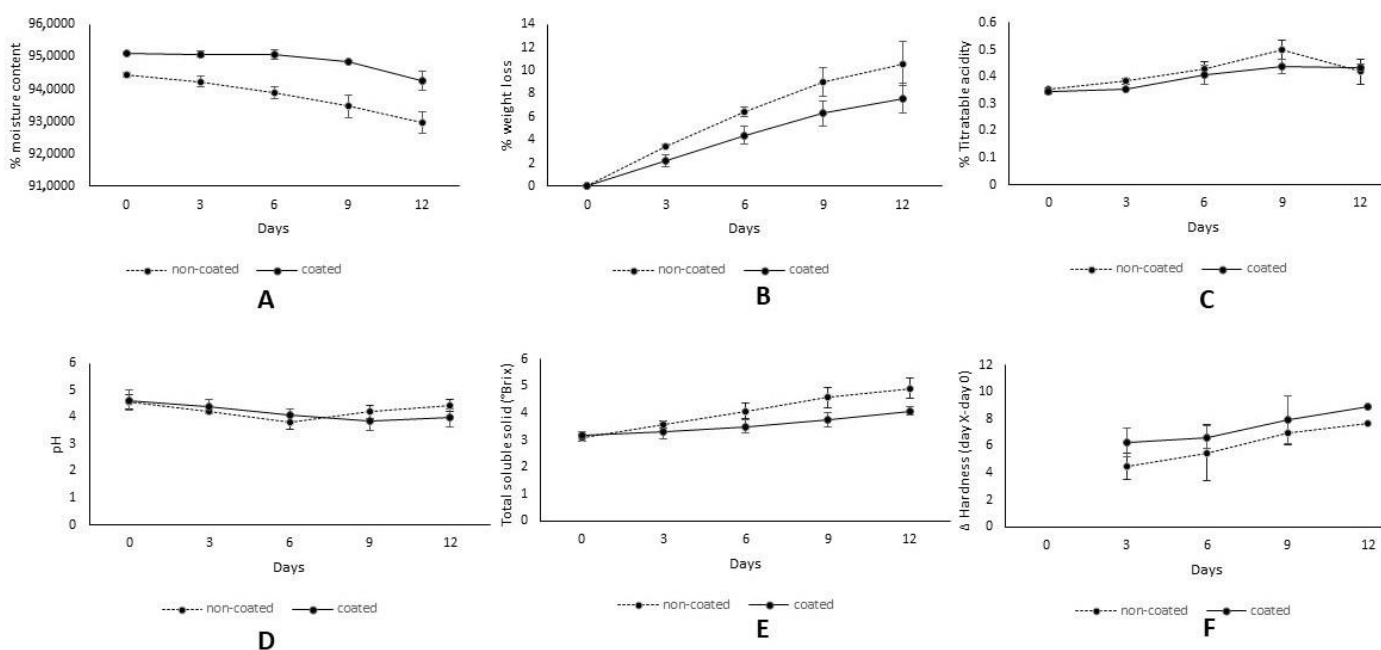 % moisture content
96,0000
95,0000
94,0000
93,0000
92,0000
91,0000
0 3 6 9 12
Days
non-coated coated
A
% weight loss
14
12
10
8
6
4
2
0
0 3 6 9 12
Days
non-coated coated
B
% Titratable acidity
0.6
0.5
0.4
0.3
0.2
0.1
0
0 3 6 9 12
Days
non-coated coated
C
pH
6
5
4
3
2
1
0
0 3 6 9 12
Days
non-coated coated
D
Total soluble solid (°Brix)
6
5
4
3
2
1
0
0 3 6 9 12
Days
non-coated coated
E
Δ Hardness (day X-day 0)
12
10
8
6
4
2
0
0 3 6 9 12
Days
non-coated coated
F